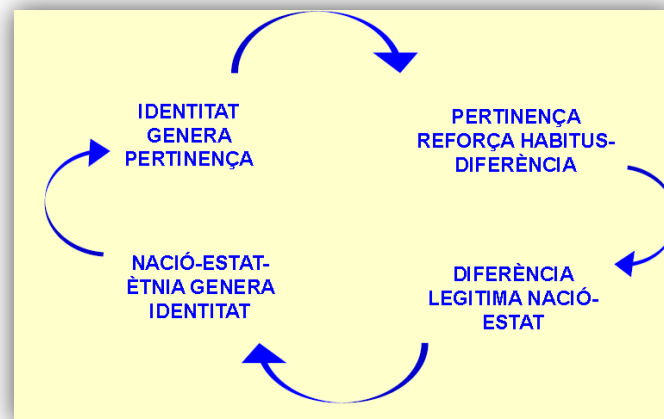 IDENTITAT
GENERA
PERTINENÇA
PERTINENÇA
REFORÇA HABITUS-
DIFERÈNCIA
DIFERÈNCIA
LEGITIMA NACIÓ-
ESTAT
NACIÓ-ESTAT-
ÈTNIA GENERA
IDENTITAT